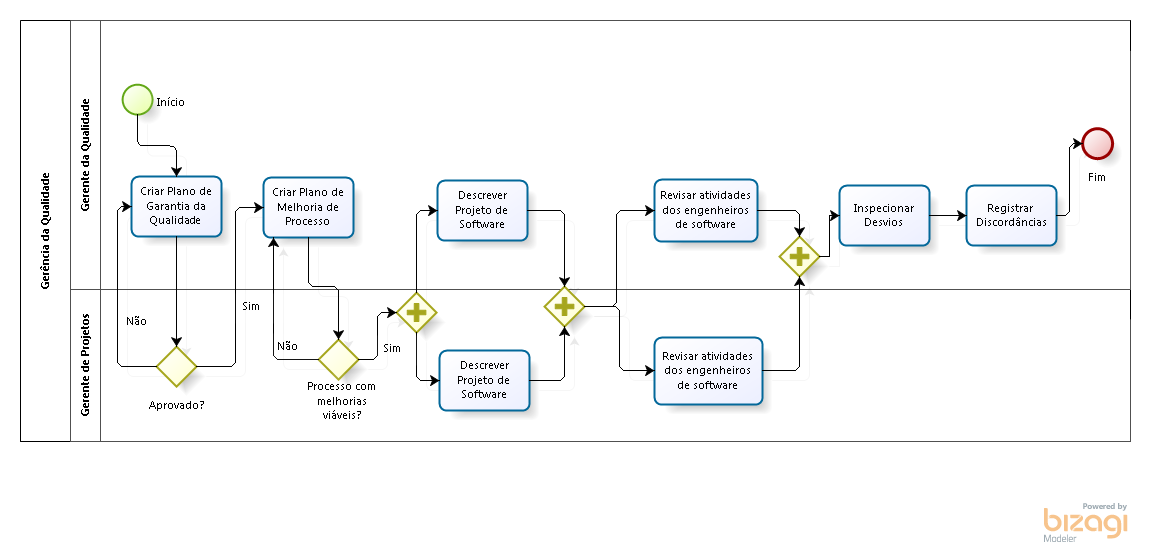 Gerência da Qualidade
Gerente da Qualidade
Início
Criar Plano de
Garantia da
Qualidade
Criar Plano de
Melhoria de
Processo
Descrever
Projeto de
Software
Revisar atividades
dos engenheiros
de software
Inspecionar
Desvios
Registrar
Discordâncias
Fim
Gerente de Projetos
Não
Aprovado?
Sim
Não
Processo com
melhorias
viáveis?
Sim
Descrever
Projeto de
Software
Revisar atividades
dos engenheiros
de software
Powered by
bizagi
Modeler